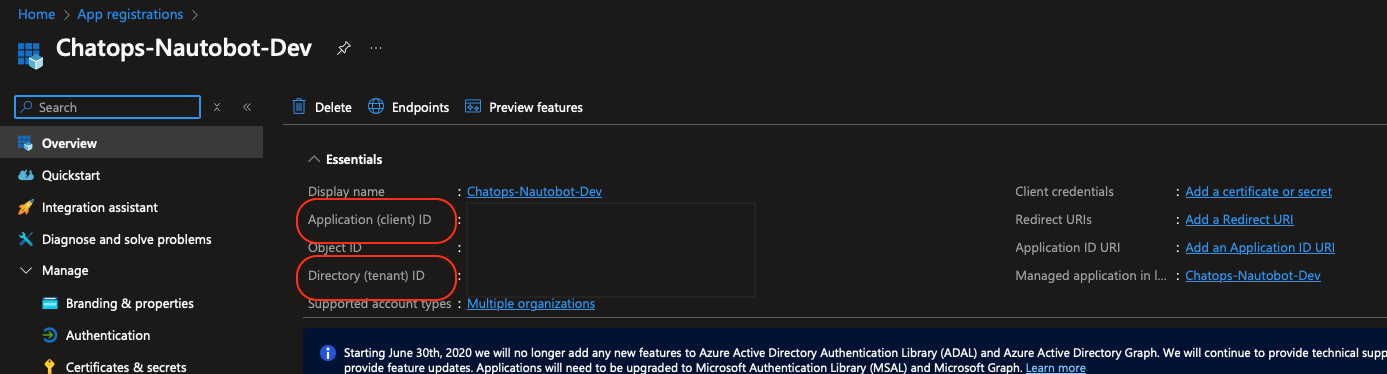 Home > App registrations >
Chatops-Nautobot-Dev
Search
Overview
Quickstart
Integration assistant
Diagnose and solve problems
Manage
Branding & properties
Authentication
Certificates & secrets
Delete Endpoints Preview features
Essentials
Display name : Chatops-Nautobot-Dev
Application (client) ID :
Object ID :
Directory (tenant) ID :
Supported account types : Multiple organizations
Client credentials : Add a certificate or secret
Redirect URIs : Add a Redirect URI
Application ID URI : Add an Application ID URI
Managed application in l... : Chatops-Nautobot-Dev
Starting June 30th, 2020 we will no longer add any new features to Azure Active Directory Authentication Library (ADAL) and Azure Active Directory Graph. We will continue to provide technical supp
provide feature updates. Applications will need to be upgraded to Microsoft Authentication Library (MSAL) and Microsoft Graph. Learn more